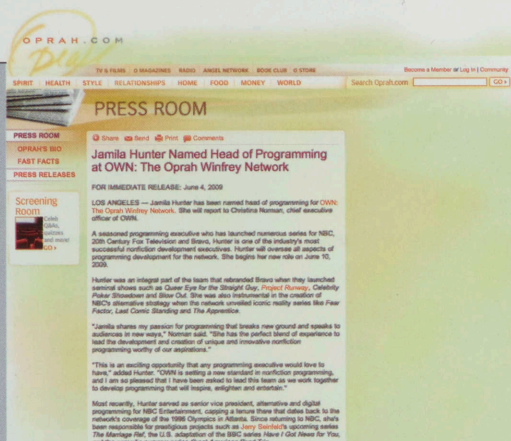 OPRAH.COM
TV & FILMS O MAGAZINES RADIO ANGEL NETWORK BOOK CLUB O STORE
Become a Member or Log In | Community
SPIRIT HEALTH STYLE RELATIONSHIPS HOME FOOD MONEY WORLD
Search Oprah.com GO
PRESS ROOM
PRESS ROOM
OPRAH'S BIO
FAST FACTS
PRESS RELEASES
Screening
Room
Celeb
Q&As,
quizzes
and more!
GO
Share Send Print Comments
Jamila Hunter Named Head of Programming
at OWN: The Oprah Winfrey Network
FOR IMMEDIATE RELEASE: June 4, 2009
LOS ANGELES — Jamila Hunter has been named head of programming for OWN:
The Oprah Winfrey Network. She will report to Christina Norman, chief executive
officer of OWN.
A seasoned programming executive who has launched numerous series for NBC,
20th Century Fox Television and Bravo, Hunter is one of the industry's most
successful nonfiction development executives. Hunter will oversee all aspects of
programming development for the network. She begins her new role on June 10,
2009.
Hunter was an integral part of the team that rebranded Bravo when they launched
seminal shows such as Queer Eye for the Straight Guy, Project Runway, Celebrity
Poker Showdown and Blow Out. She was also instrumental in the creation of
NBC's alternative strategy when the network unveiled iconic reality series like Fear
Factor, Last Comic Standing and The Apprentice.
"Jamila shares my passion for programming that breaks new ground and speaks to
audiences in new ways," Norman said. "She has the perfect blend of experience to
lead the development and creation of unique and innovative nonfiction
programming worthy of our aspirations."
"This is an exciting opportunity that any programming executive would love to
have," added Hunter. "OWN is setting a new standard in nonfiction programming,
and I am so pleased that I have been asked to lead this team as we work together
to develop programming that will inspire, enlighten and entertain."
Most recently, Hunter served as senior vice president, alternative and digital
programming for NBC Entertainment, capping a tenure there that dates back to the
network's coverage of the 1996 Olympics in Atlanta. Since returning to NBC, she's
been responsible for prestigious projects such as Jerry Seinfeld's upcoming series
The Marriage Ref, the U.S. adaptation of the BBC series Have I Got News for You,